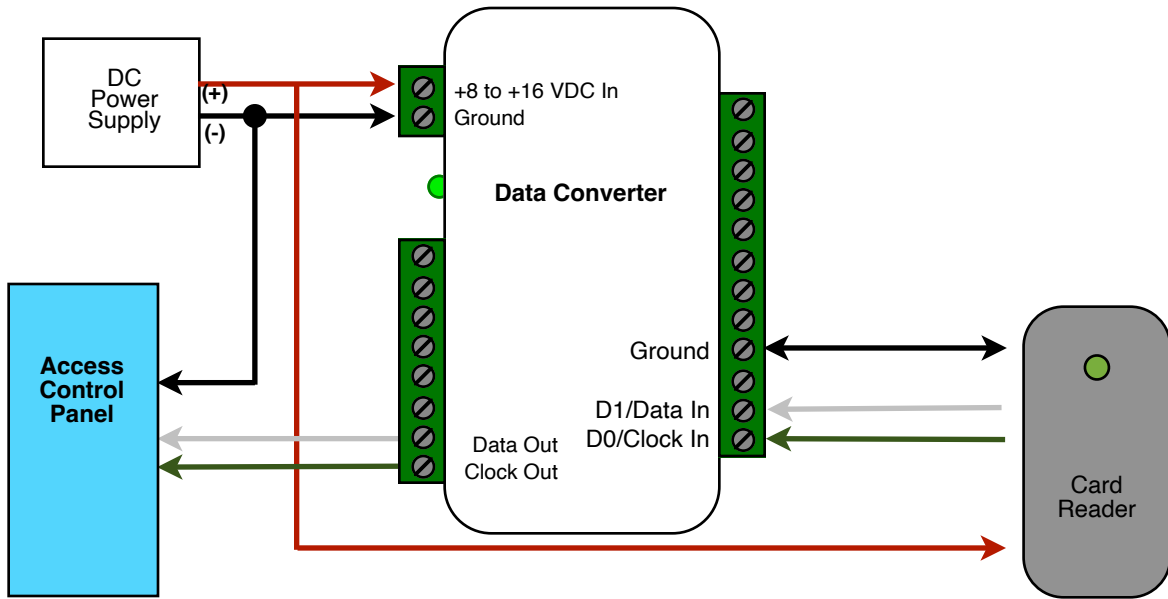 DC
Power
Supply
(+)
(-)
+8 to +16 VDC In
Ground
Data Converter
Access
Control
Panel
Ground
D1/Data In
D0/Clock In
Data Out
Clock Out
Card
Reader